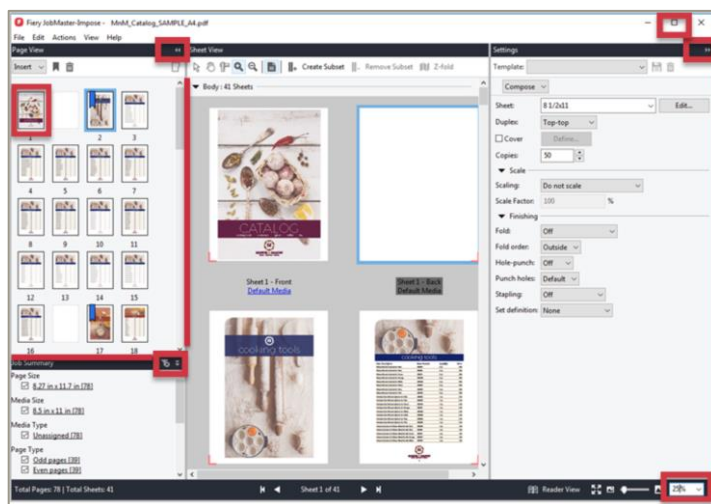 Fiery JobMaster-Impose - MnM_Catalog_SAMPLE_A4.pdf
File Edit Actions View Help
Page View
Sheet View
Settings
Insert
Create Subset
Remove Subset
Z-fold
Template:
Body : 41 Sheets
Compose
Sheet:
8 1/2x11
Edit...
Duplex:
Top-top
Cover
Define...
Copies:
50
Scale
Scaling:
Do not scale
Scale Factor:
100
%
Finishing
Fold:
Off
Fold order:
Outside
Hole-punch:
Off
Punch holes:
Default
Stapling:
Off
Set definition:
None
1 2 3
4 5 6 7
8 9 10 11
12 13 14 15
16 17 18
CATALOG
Sheet 1 - Front
Default Media
Sheet 1 - Back
Default Media
cooking tools
cooking tools
Job Summary
Page Size
8.27 in x 11.7 in [78]
Media Size
8.5 in x 11 in [78]
Media Type
Unassigned [78]
Page Type
Odd pages [39]
Even pages [39]
Total Pages: 78 | Total Sheets: 41
Sheet 1 of 41
Reader View
25%